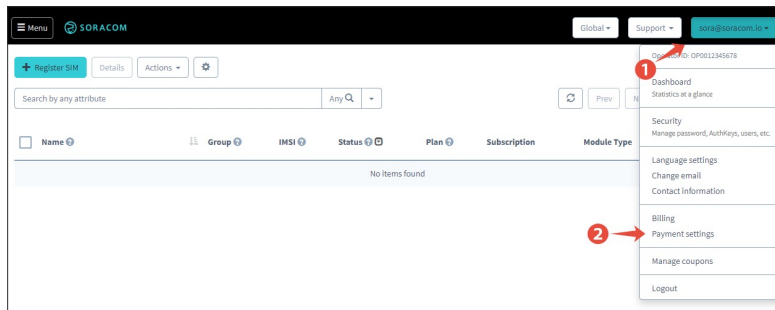 Menu SORACOM Global Support sora@soracom.io
1
OperatorID: OP0012345678
Register SIM Details Actions
Dashboard
Statistics at a glance
Search by any attribute Any Prev
Security
Manage password, AuthKeys, users, etc.
Name Group IMSI Status Plan Subscription Module Type
Language settings
No items found
Change email
Contact information
Billing
2 Payment settings
Manage coupons
Logout